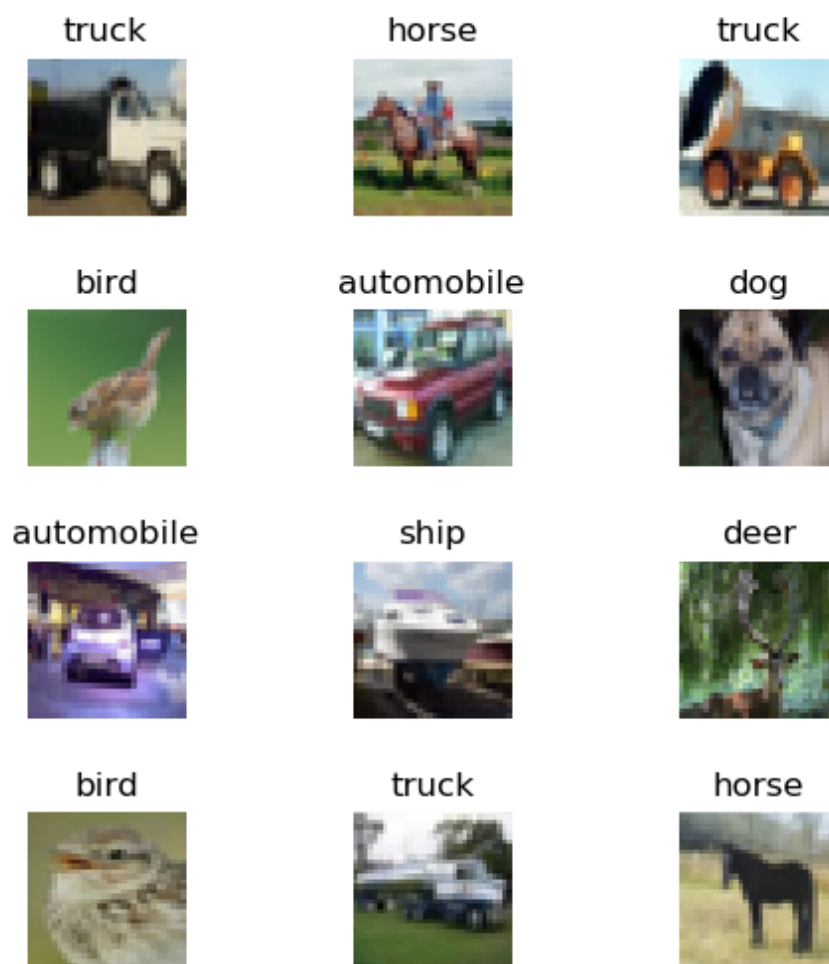 truck horse truck
bird automobile dog
automobile ship deer
bird truck horse